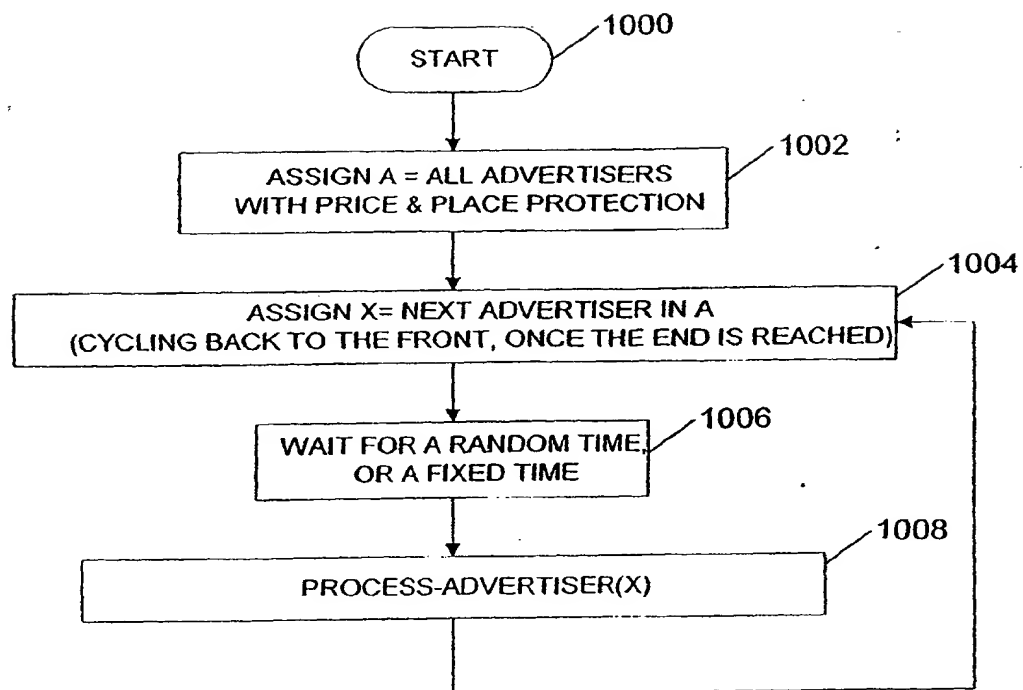 1000
START
1002
ASSIGN A = ALL ADVERTISERS
WITH PRICE & PLACE PROTECTION
1004
ASSIGN X= NEXT ADVERTISER IN A
(CYCLING BACK TO THE FRONT, ONCE THE END IS REACHED)
1006
WAIT FOR A RANDOM TIME,
OR A FIXED TIME
1008
PROCESS-ADVERTISER(X)